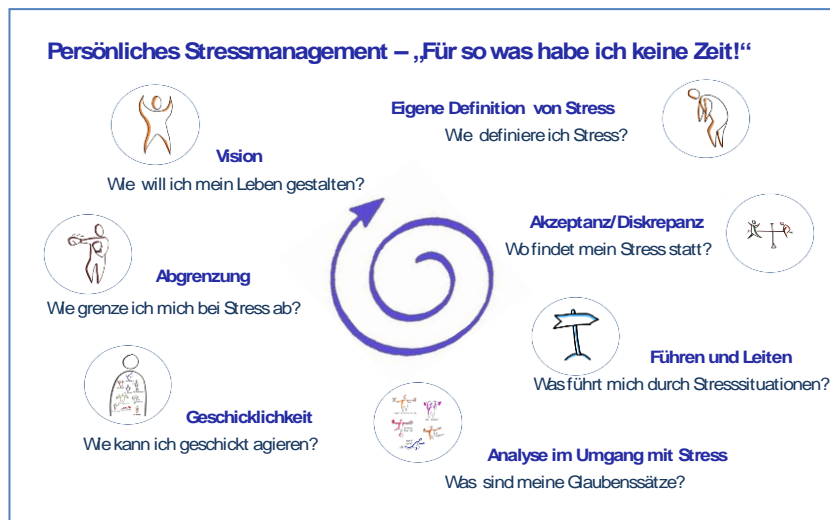 Persönliches Stressmanagement – „Für so was habe ich keine Zeit!“
Eigene Definition von Stress
Wie definiere ich Stress?
Akzeptanz/Diskrepanz
Wo findet mein Stress statt?
Führen und Leiten
Was führt mich durch Stresssituationen?
Analyse im Umgang mit Stress
Was sind meine Glaubenssätze?
Geschicklichkeit
Wie kann ich geschickt agieren?
Abgrenzung
Wie grenze ich mich bei Stress ab?
Vision
Wie will ich mein Leben gestalten?